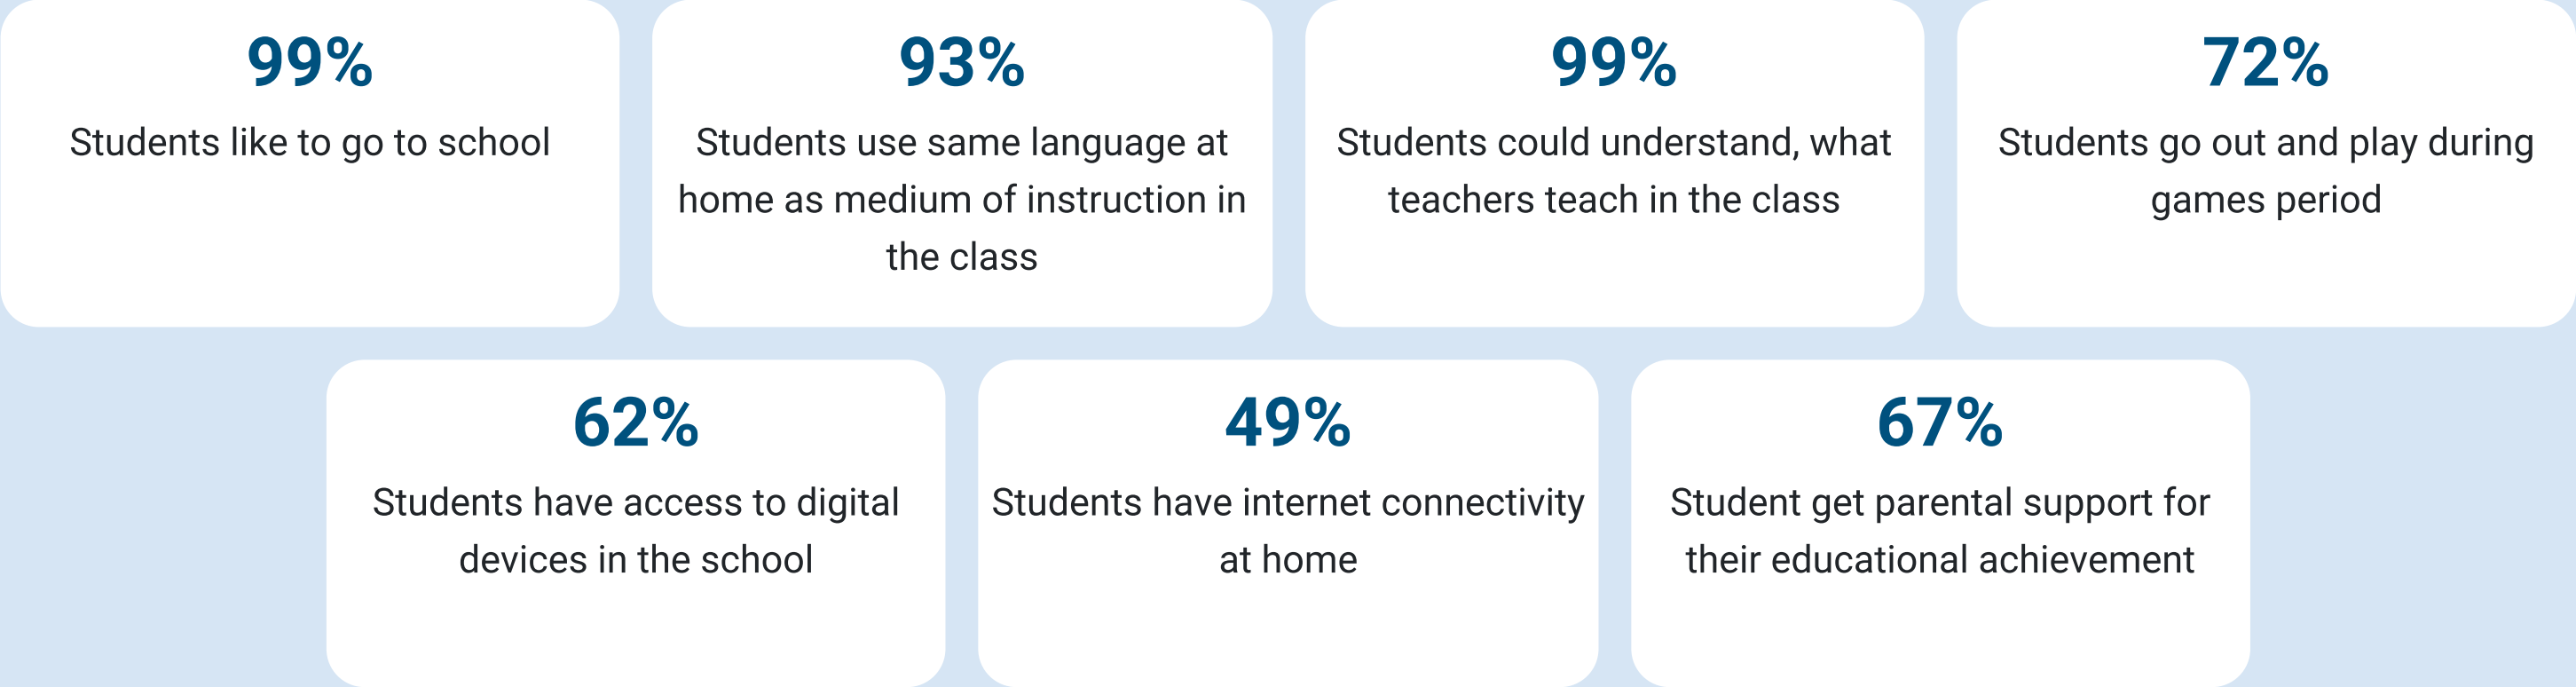 99%
Students like to go to school
93%
Students use same language at
home as medium of instruction in
the class
99%
Students could understand, what
teachers teach in the class
72%
Students go out and play during
games period
62%
Students have access to digital
devices in the school
49%
Students have internet connectivity
at home
67%
Student get parental support for
their educational achievement